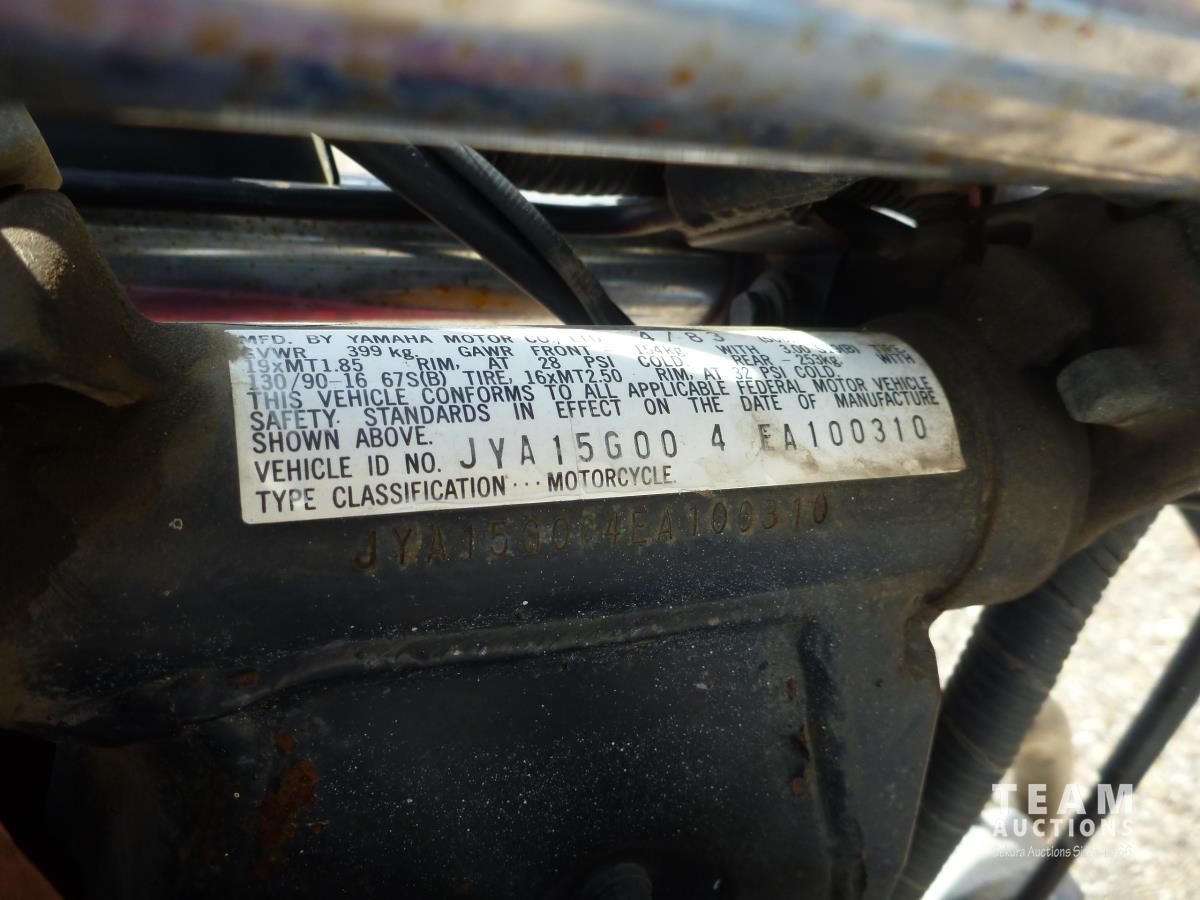 MFD. BY YAMAHA MOTOR CO., LTD. 4/83
GVWR 399 kg. GAWR FRONT 154kg WITH TIRE,
19xMT1.85 RIM, AT 28 PSI COLD. REAR - 253kg. WITH
130/90-16 67S(B) TIRE, 16xMT2.50 RIM, AT 32 PSI COLD.
THIS VEHICLE CONFORMS TO ALL APPLICABLE FEDERAL MOTOR VEHICLE
SAFETY. STANDARDS IN EFFECT ON THE DATE OF MANUFACTURE
SHOWN ABOVE.
VEHICLE ID NO. JYA15G00 4 EA100310
TYPE CLASSIFICATION ··· MOTORCYCLE.
JYA15G004EA100310
TEAM
AUCTIONS